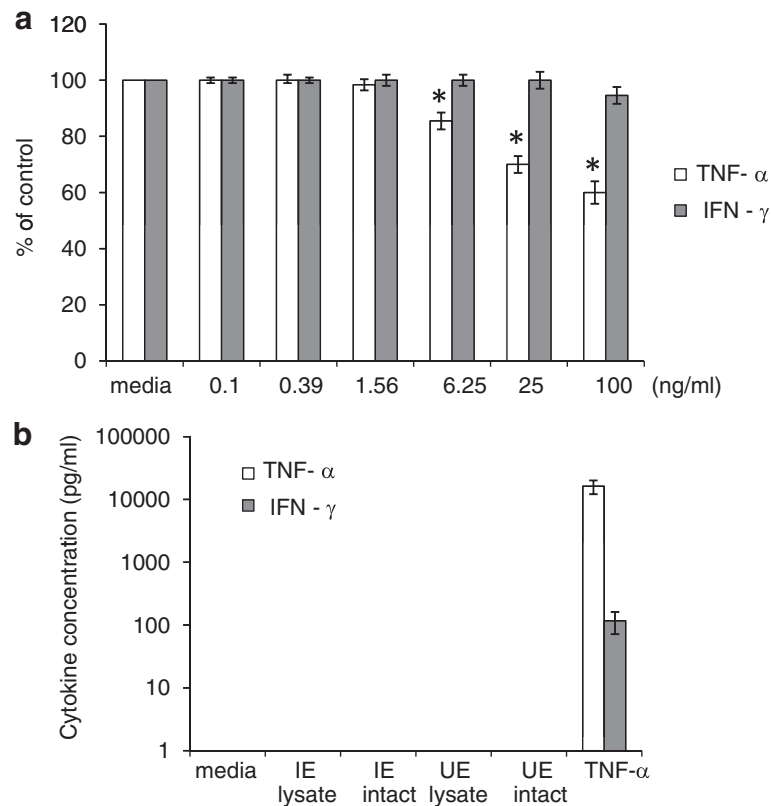 a
% of control
120
100
80
60
40
20
0
* * *
TNF- α
IFN - γ
media 0.1 0.39 1.56 6.25 25 100 (ng/ml)
b
Cytokine concentration (pg/ml)
100000
10000
1000
100
10
1
TNF- α
IFN - γ
media IE IE UE UE TNF-α
lysate intact lysate intact